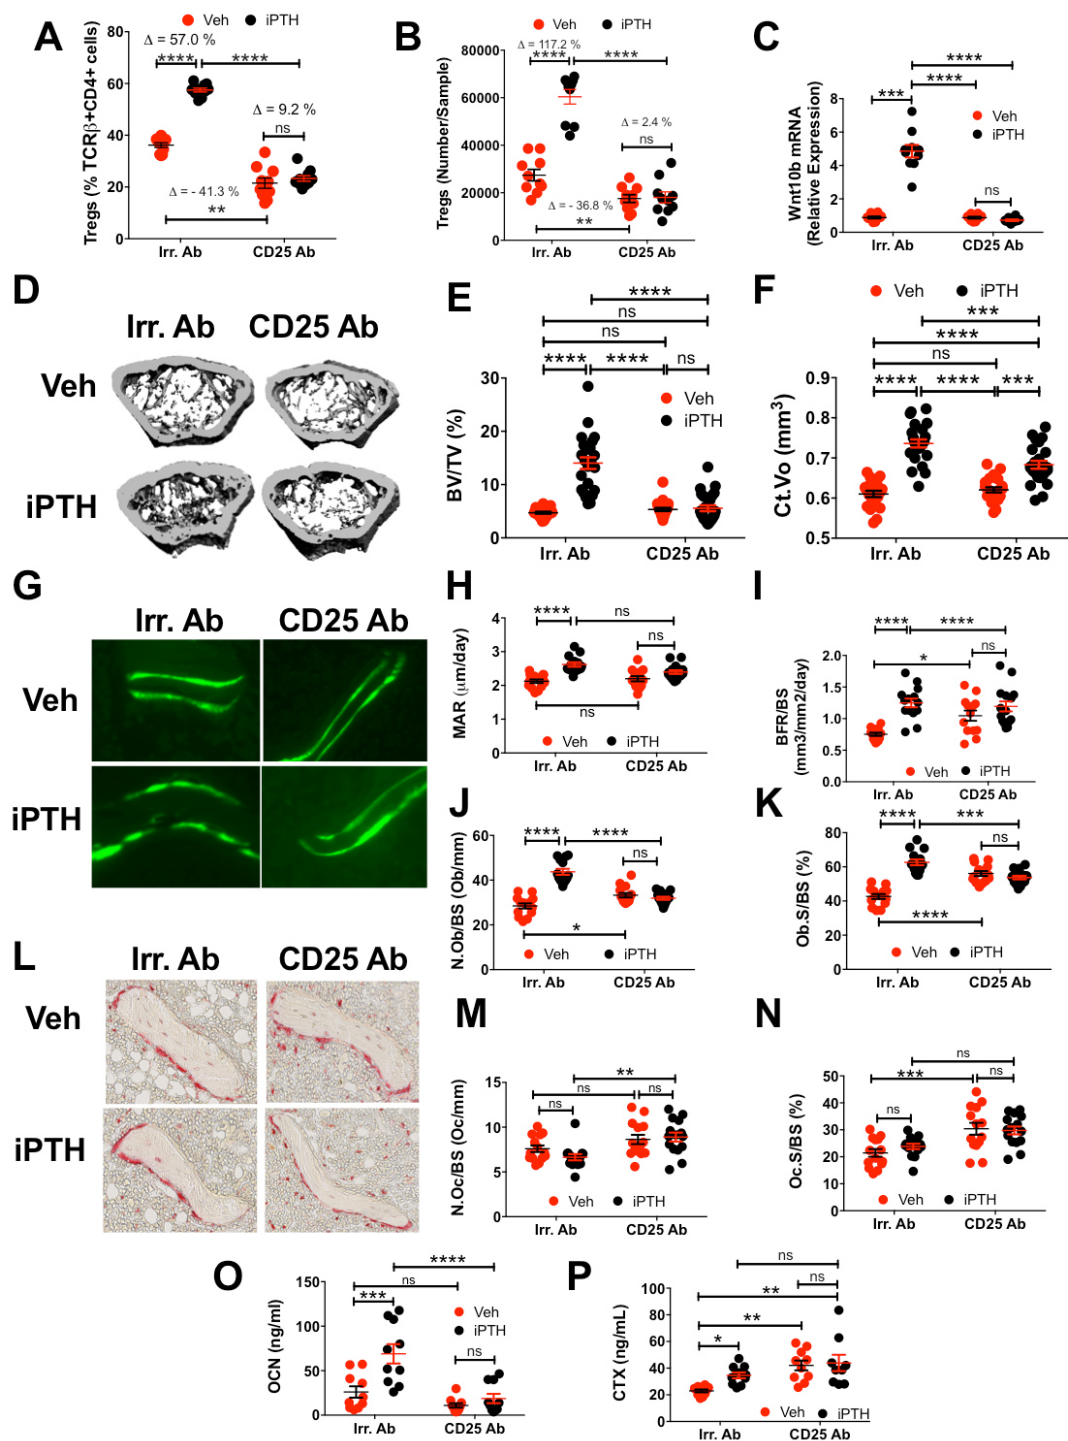 A
Veh iPTH
Δ = 57.0 %
**** ****
Δ = 9.2 %
ns
Δ = - 41.3 %
**
80
60
40
20
0
Tregs (% TCRβ+CD4+ cells)
Irr. Ab CD25 Ab
B
Veh iPTH
Δ = 117.2 %
**** ****
Δ = 2.4 %
ns
Δ = - 36.8 %
**
80000
60000
40000
20000
0
Tregs (Number/Sample)
Irr. Ab CD25 Ab
C
****
****
***
ns
Veh
iPTH
8
6
4
2
0
Wnt10b mRNA
(Relative Expression)
Irr. Ab CD25 Ab
D
Irr. Ab CD25 Ab
Veh
iPTH
E
****
ns
ns
**** **** ns
Veh
iPTH
30
20
10
0
BV/TV (%)
Irr. Ab CD25 Ab
F
Veh iPTH
***
****
ns
**** **** ***
0.9
0.8
0.7
0.6
0.5
Ct.Vo (mm3)
Irr. Ab CD25 Ab
G
Irr. Ab CD25 Ab
Veh
iPTH
H
**** ns
ns
ns
4
3
2
1
0
MAR (μm/day)
Veh iPTH
Irr. Ab CD25 Ab
I
**** ****
ns
*
2.0
1.5
1.0
0.5
BFR/BS
(mm3/mm2/day)
Veh iPTH
Irr. Ab CD25 Ab
J
**** ****
ns
*
60
40
20
0
N.Ob/BS (Ob/mm)
Veh iPTH
Irr. Ab CD25 Ab
K
**** ***
ns
****
80
60
40
20
0
Ob.S/BS (%)
Veh iPTH
Irr. Ab CD25 Ab
L
Irr. Ab CD25 Ab
Veh
iPTH
M
**
ns
ns ns
15
10
5
0
N.Oc/BS (Oc/mm)
Veh iPTH
Irr. Ab CD25 Ab
N
ns
***
ns ns
50
40
30
20
10
0
Oc.S/BS (%)
Veh iPTH
Irr. Ab CD25 Ab
O
****
ns
***
ns
Veh
iPTH
150
100
50
0
OCN (ng/ml)
Irr. Ab CD25 Ab
P
ns
ns
**
**
*
100
80
60
40
20
0
CTX (ng/mL)
Veh iPTH
Irr. Ab CD25 Ab